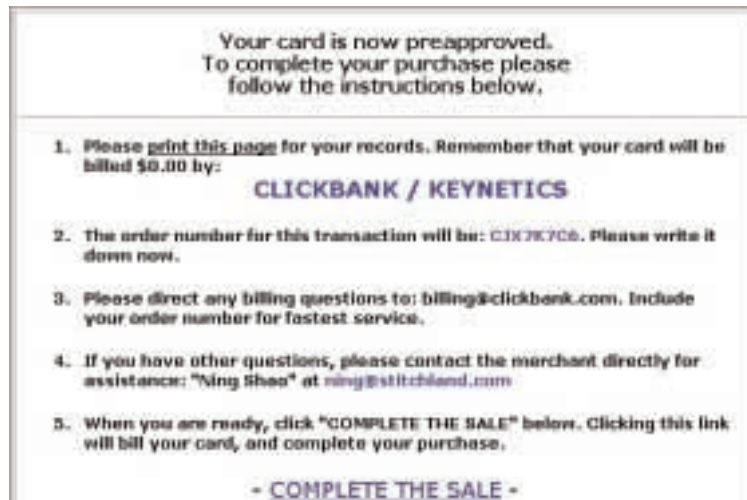 Your card is now preapproved.
To complete your purchase please
follow the instructions below.
1. Please print this page for your records. Remember that your card will be
billed $0.00 by:
CLICKBANK / KEYNETICS
2. The order number for this transaction will be: CJX7K7C6. Please write it
down now.
3. Please direct any billing questions to: billing@clickbank.com. Include
your order number for fastest service.
4. If you have other questions, please contact the merchant directly for
assistance: "Ning Shao" at ning@stitchland.com
5. When you are ready, click "COMPLETE THE SALE" below. Clicking this link
will bill your card, and complete your purchase.
- COMPLETE THE SALE -